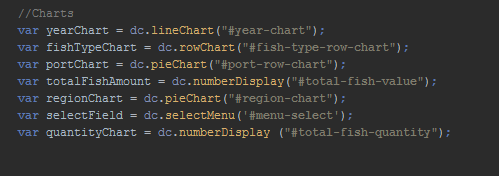 //Charts
var yearChart = dc.lineChart("#year-chart");
var fishTypeChart = dc.rowChart("#fish-type-row-chart");
var portChart = dc.pieChart("#port-row-chart");
var totalFishAmount = dc.numberDisplay("#total-fish-value");
var regionChart = dc.pieChart("#region-chart");
var selectField = dc.selectMenu('#menu-select');
var quantityChart = dc.numberDisplay ("#total-fish-quantity");